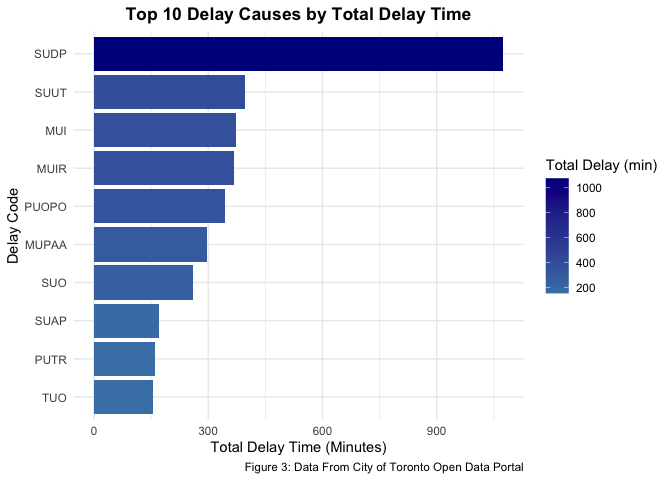 Top 10 Delay Causes by Total Delay Time
Delay Code
SUDP
SUUT
MUI
MUIR
PUOPO
MUPAA
SUO
SUAP
PUTR
TUO
0
300
600
900
Total Delay Time (Minutes)
Total Delay (min)
1000
800
600
400
200
Figure 3: Data From City of Toronto Open Data Portal